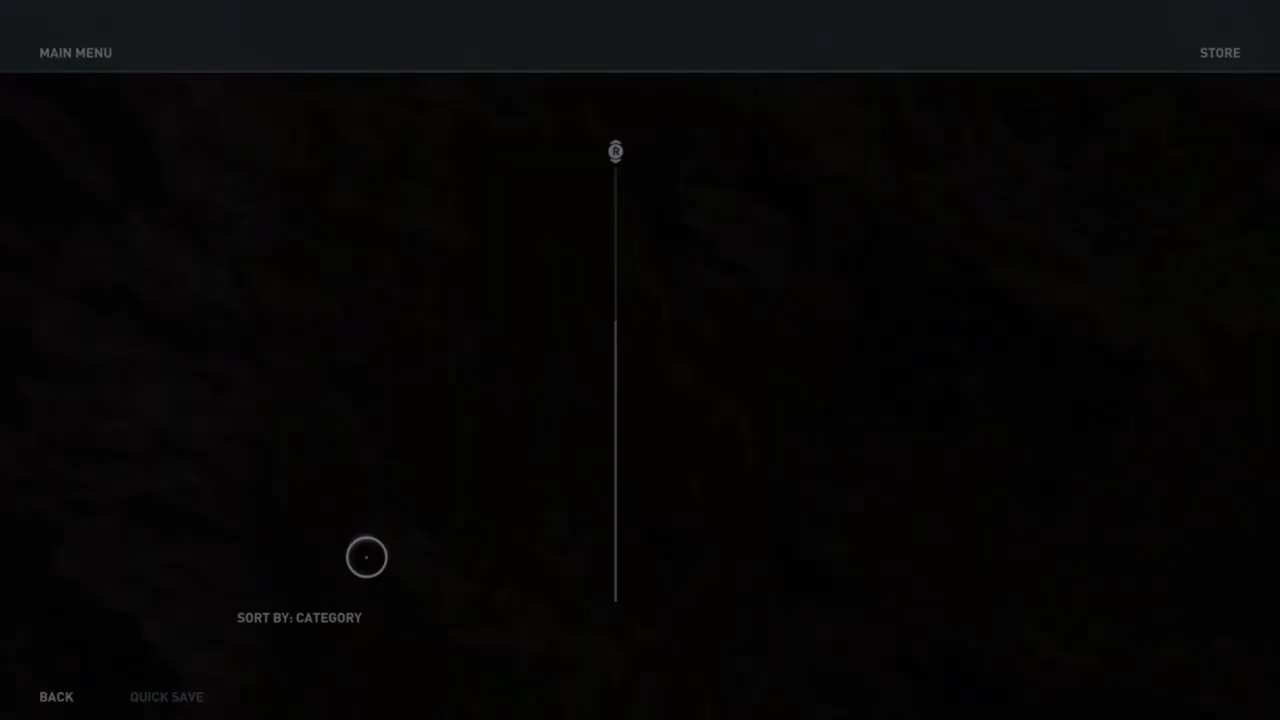 MAIN MENU
STORE
R
SORT BY: CATEGORY
BACK
QUICK SAVE